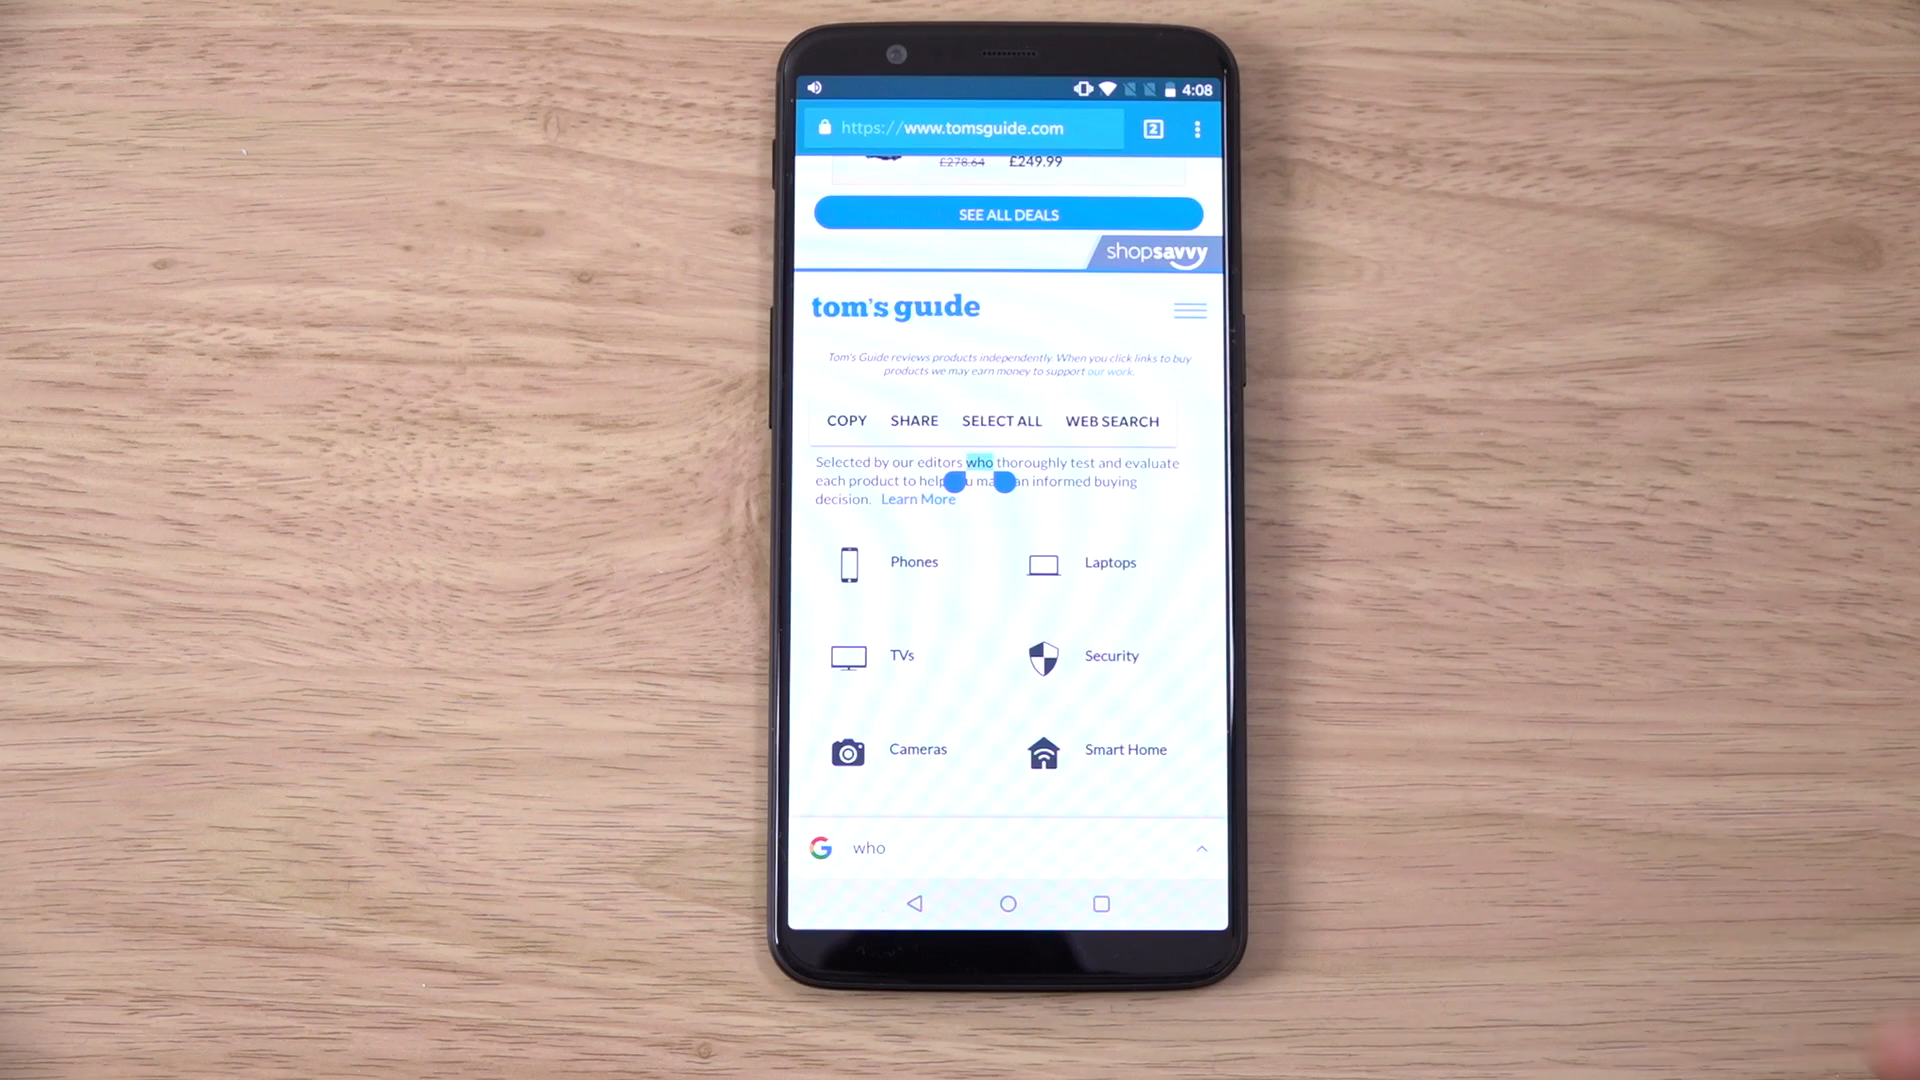 4:08
https://www.tomsguide.com
2
£278.64 £249.99
SEE ALL DEALS
shopsavvy
tom's guide
Tom's Guide reviews products independently. When you click links to buy
products we may earn money to support our work.
COPY SHARE SELECT ALL WEB SEARCH
Selected by our editors who thoroughly test and evaluate
each product to help an informed buying
decision. Learn More
Phones Laptops
TVs Security
Cameras Smart Home
G who